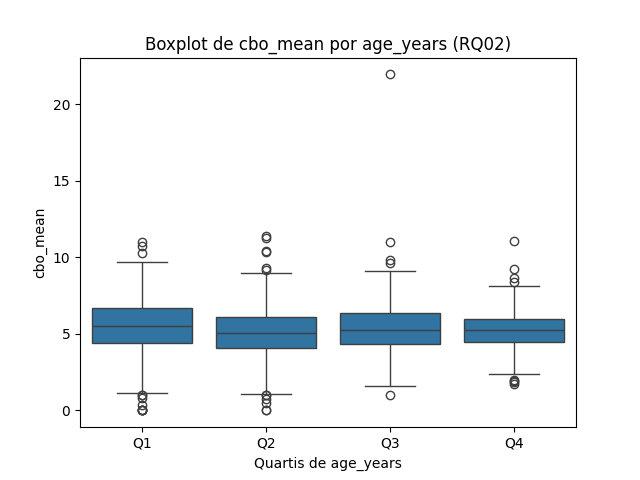 Boxplot de cbo_mean por age_years (RQ02)
cbo_mean
20
15
10
5
0
Q1 Q2 Q3 Q4
Quartis de age_years